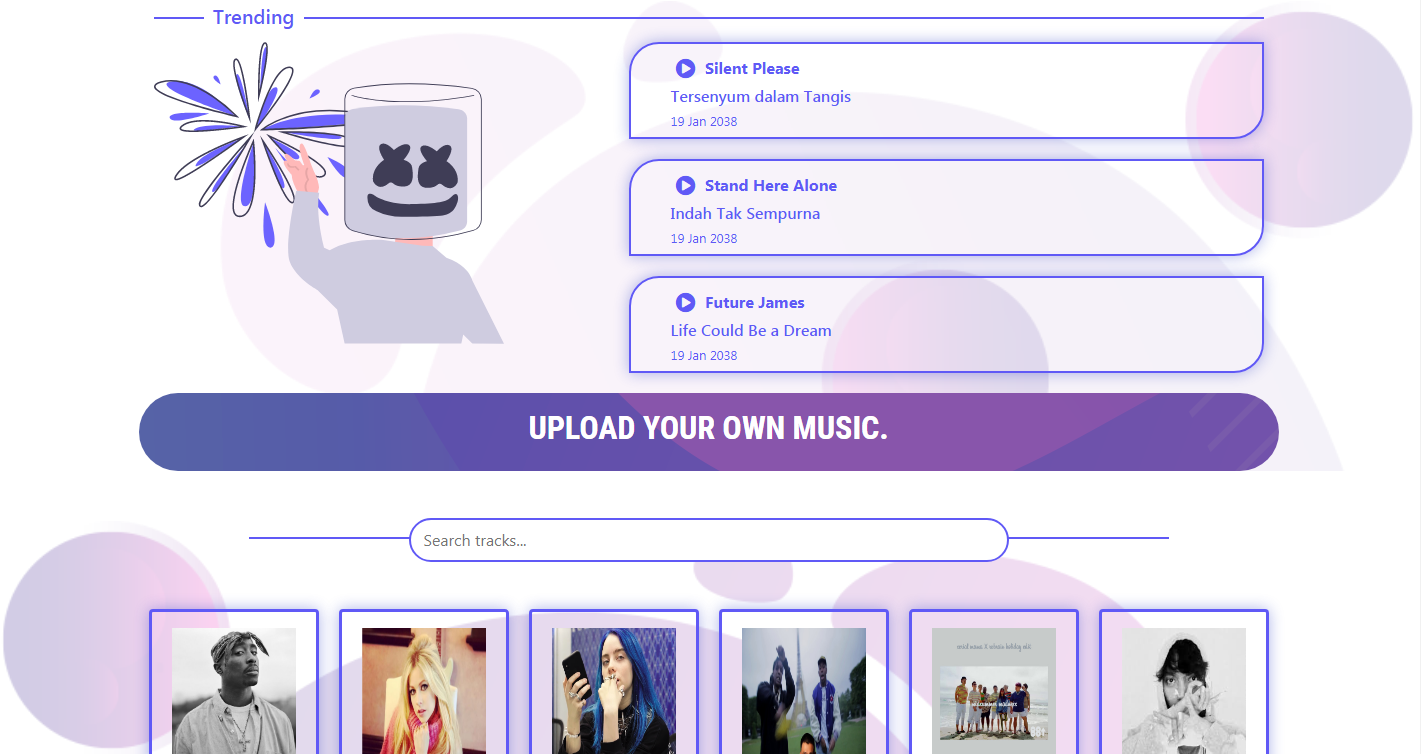 Trending
Silent Please
Tersenyum dalam Tangis
19 Jan 2038
Stand Here Alone
Indah Tak Sempurna
19 Jan 2038
Future James
Life Could Be a Dream
19 Jan 2038
UPLOAD YOUR OWN MUSIC.
Search tracks...